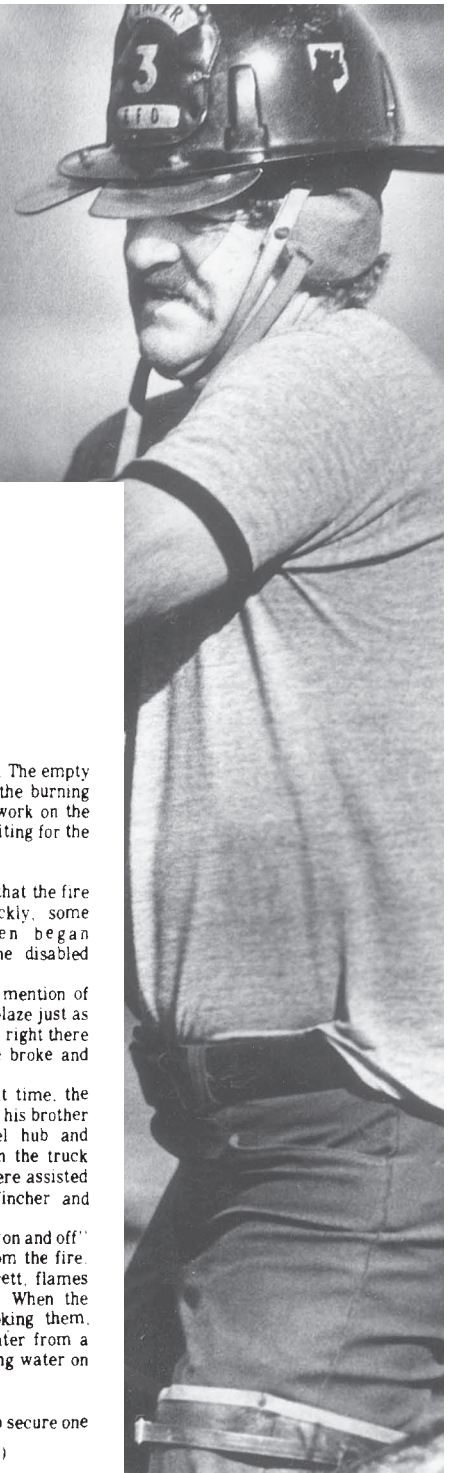 3
F D
The empty
the burning
work on the
iting for the
that the fire
ckly, some
en began
ne disabled
mention of
laze just as
right there
broke and
t time, the
his brother
el hub and
n the truck
ere assisted
incher and
on and off"
om the fire.
ett, flames
When the
king them,
ter from a
ng water on
secure one
)